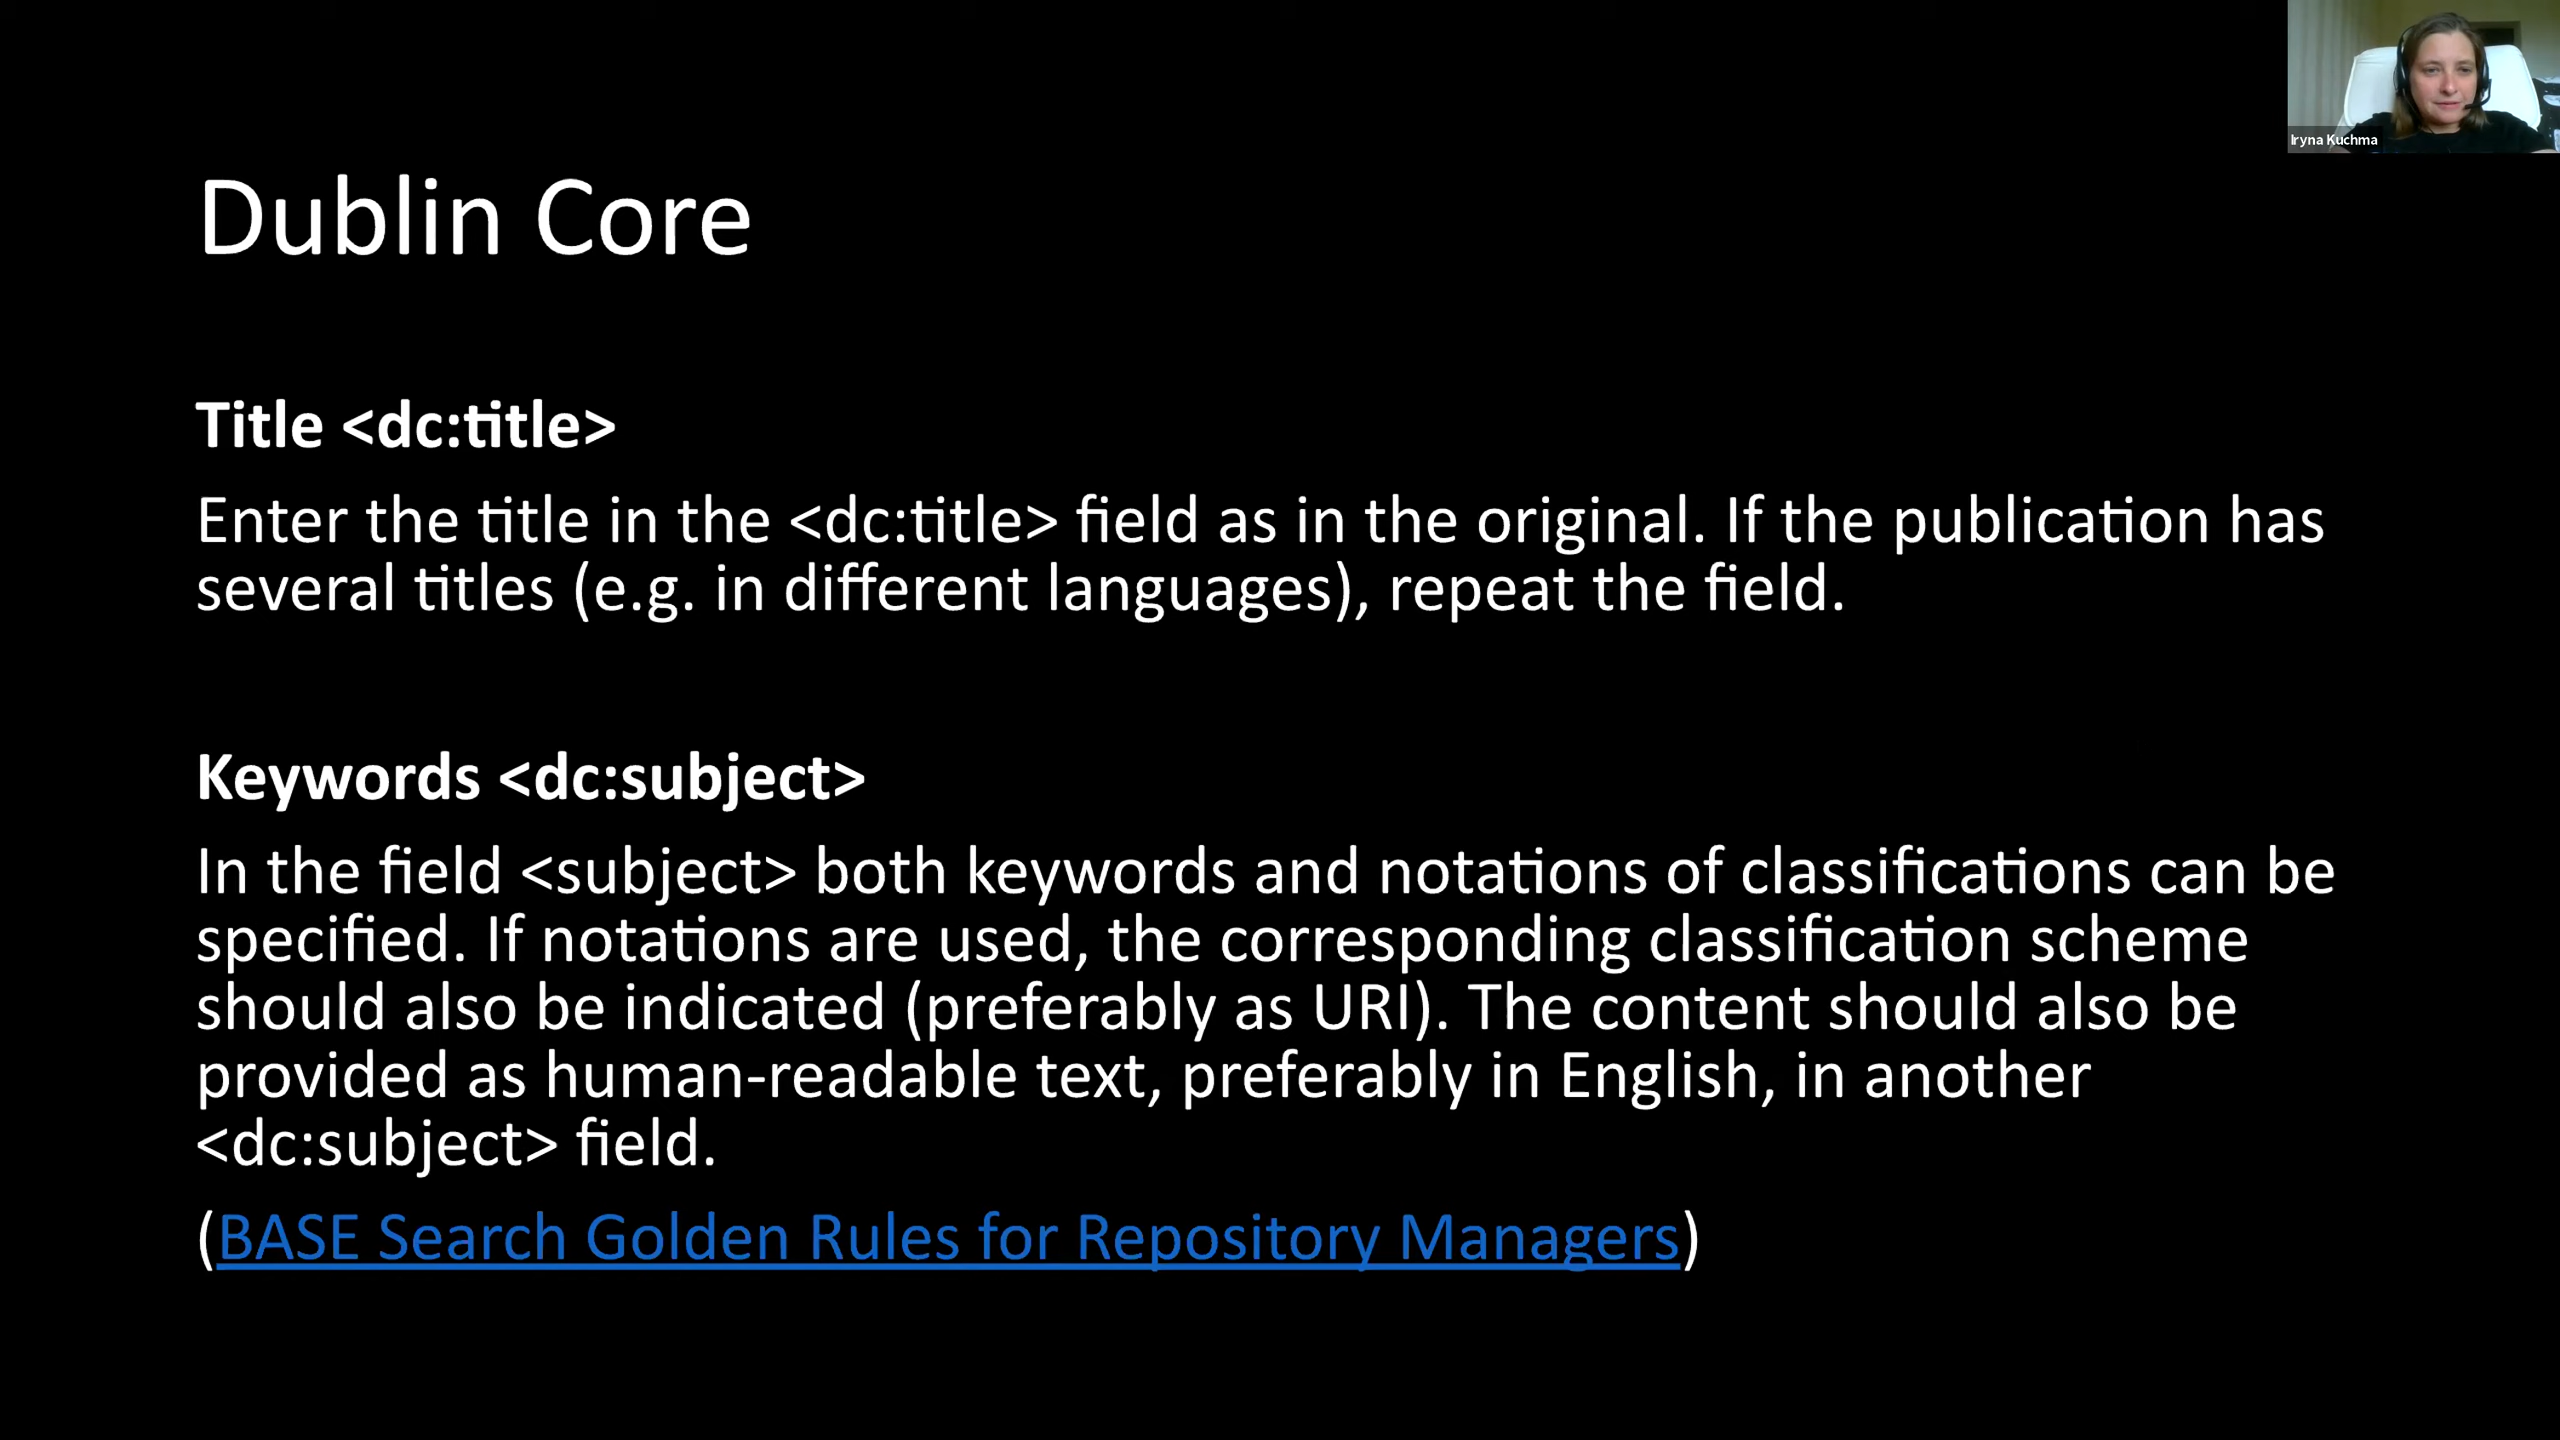 Iryna Kuchma
Dublin Core
Title <dc:title>
Enter the title in the <dc:title> field as in the original. If the publication has
several titles (e.g. in different languages), repeat the field.
Keywords <dc:subject>
In the field <subject> both keywords and notations of classifications can be
specified. If notations are used, the corresponding classification scheme
should also be indicated (preferably as URI). The content should also be
provided as human-readable text, preferably in English, in another
<dc:subject> field.
(BASE Search Golden Rules for Repository Managers)